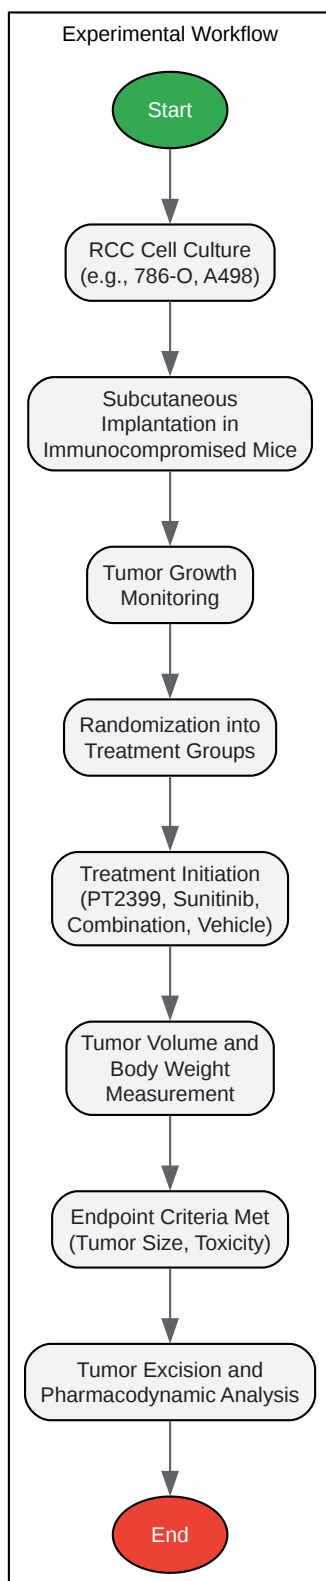 Experimental Workflow
Start
RCC Cell Culture
(e.g., 786-O, A498)
Subcutaneous
Implantation in
Immunocompromised Mice
Tumor Growth
Monitoring
Randomization into
Treatment Groups
Treatment Initiation
(PT2399, Sunitinib,
Combination, Vehicle)
Tumor Volume and
Body Weight
Measurement
Endpoint Criteria Met
(Tumor Size, Toxicity)
Tumor Excision and
Pharmacodynamic Analysis
End